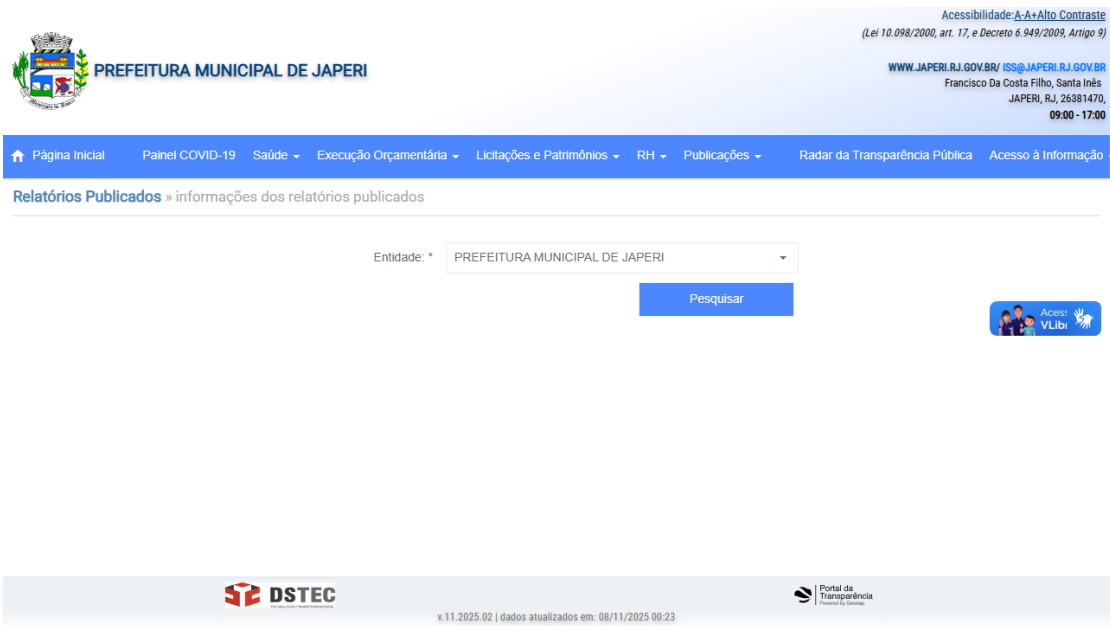 Acessibilidade:A-A+Alto Contraste
(Lei 10.098/2000, art. 17, e Decreto 6.949/2009, Artigo 9)
PREFEITURA MUNICIPAL DE JAPERI
WWW.JAPERI.RJ.GOV.BR/ ISS@JAPERI.RJ.GOV.BR
Francisco Da Costa Filho, Santa Inês
JAPERI, RJ, 26381470,
09:00 - 17:00
Página Inicial Painel COVID-19 Saúde Execução Orçamentária Licitações e Patrimônios RH Publicações Radar da Transparência Pública Acesso à Informação
Relatórios Publicados » informações dos relatórios publicados
Entidade: * PREFEITURA MUNICIPAL DE JAPERI
Pesquisar
Aces
VLib
DSTEC
Portal da
Transparência
Powered by
v.11.2025.02 | dados atualizados em: 08/11/2025 00:23